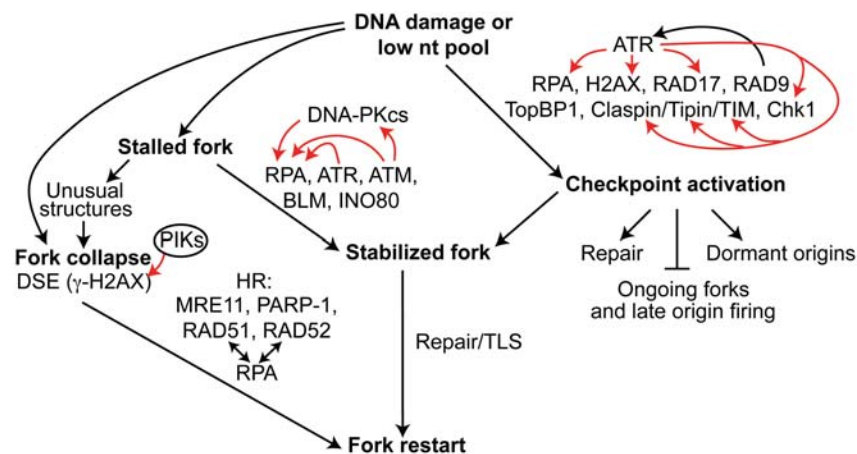 DNA damage or
low nt pool
ATR
RPA, H2AX, RAD17, RAD9
TopBP1, Claspin/Tipin/TIM, Chk1
DNA-PKcs
Stalled fork
RPA, ATR, ATM,
BLM, INO80
Checkpoint activation
Unusual
structures
PIKs
Fork collapse
DSE (γ-H2AX)
Stabilized fork
Repair
Dormant origins
Ongoing forks
and late origin firing
HR:
MRE11, PARP-1,
RAD51, RAD52
RPA
Repair/TLS
Fork restart